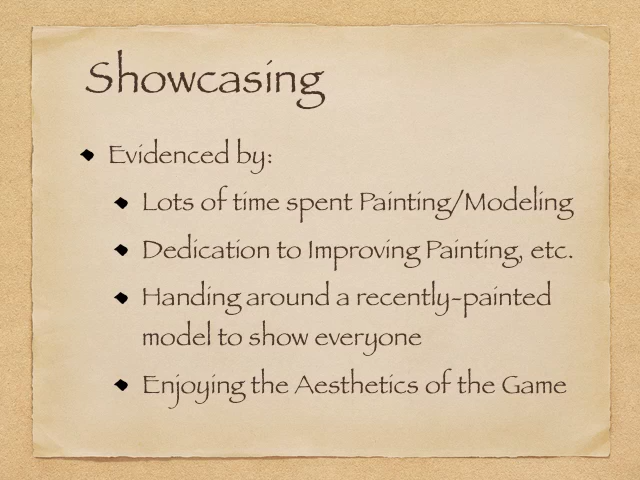 Showcasing
Evidenced by:
Lots of time spent Painting/Modeling
Dedication to Improving Painting, etc.
Handing around a recently-painted
model to show everyone
Enjoying the Aesthetics of the Game